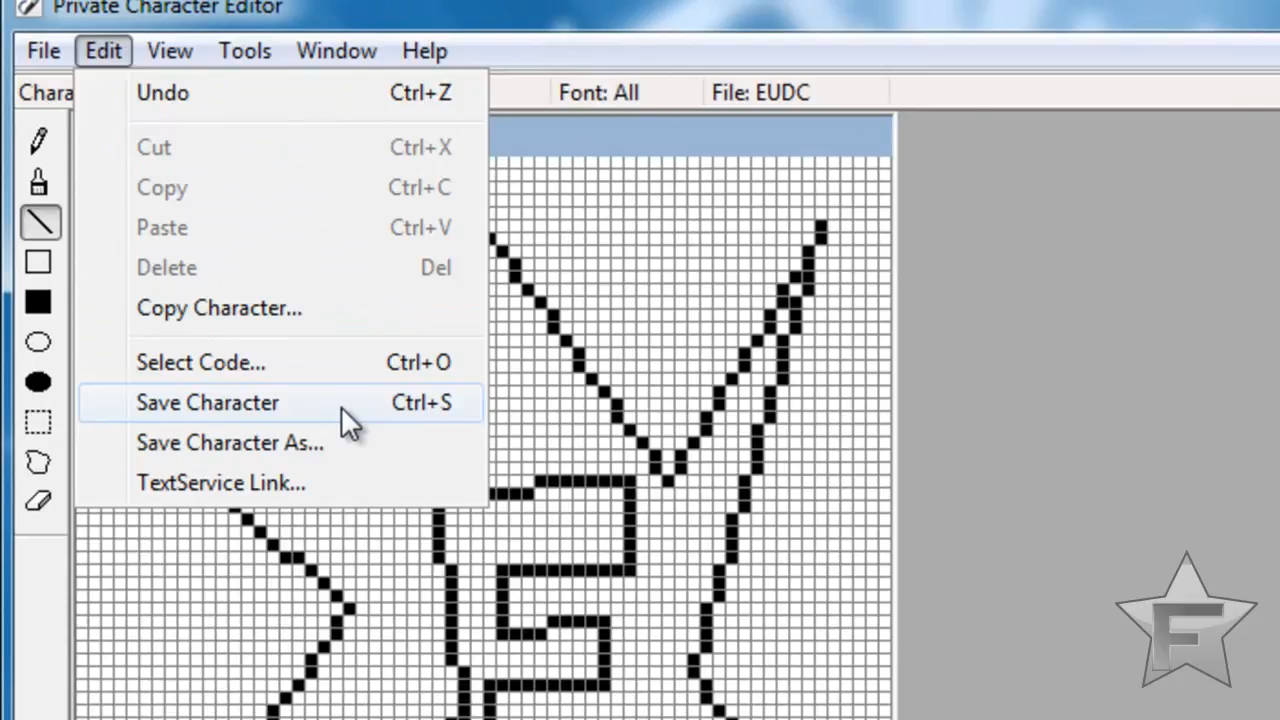 Private Character Editor
File Edit View Tools Window Help
Chara Font: All File: EUDC
Undo Ctrl+Z
Cut Ctrl+X
Copy Ctrl+C
Paste Ctrl+V
Delete Del
Copy Character...
Select Code... Ctrl+O
Save Character Ctrl+S
Save Character As...
TextService Link...
F